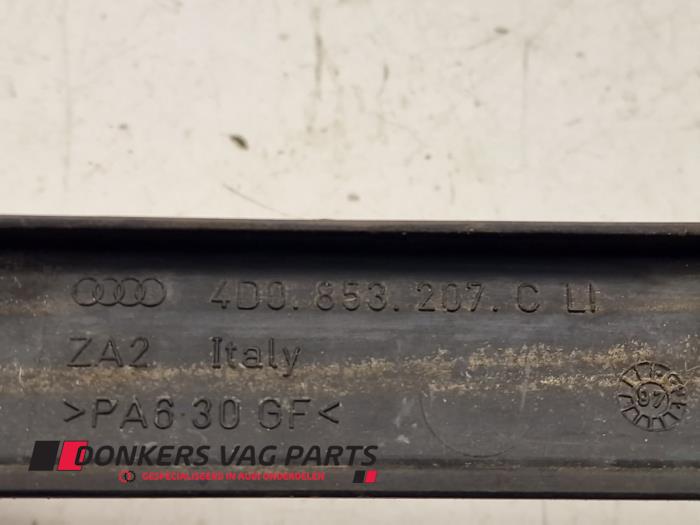 4D0.853.207.C LI
ZA2 Italy
97
>PA6·30 GF<
DONKERS VAG PARTS
GESPECIALISEERD IN AUDI ONDERDELEN